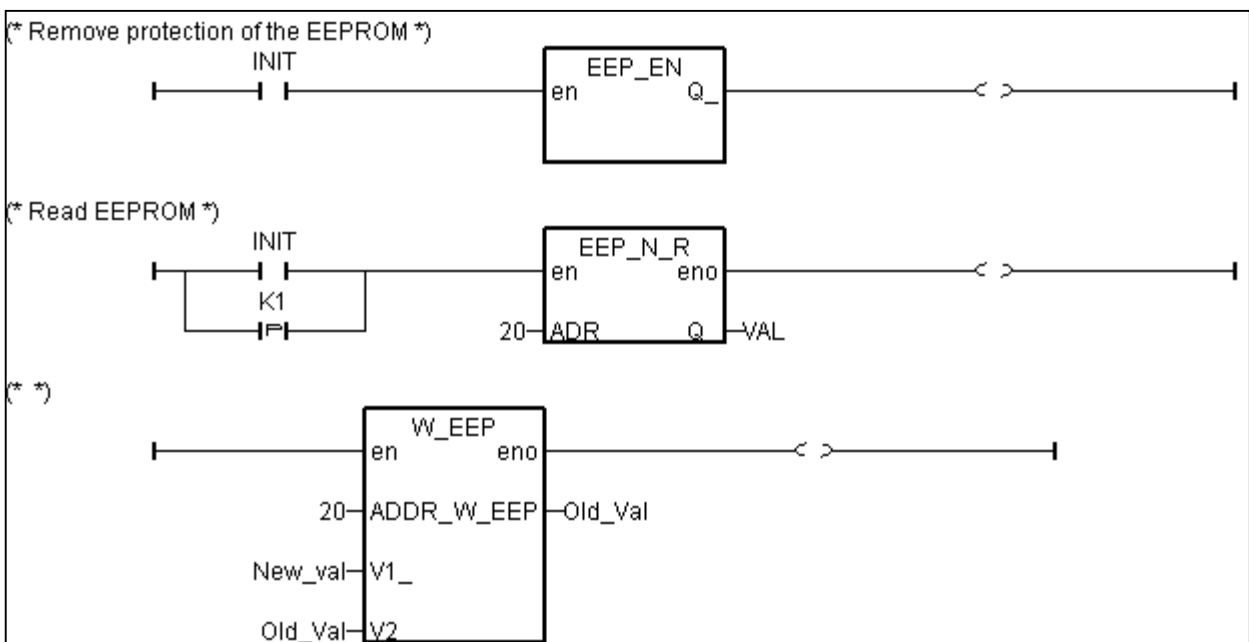 (* Remove protection of the EEPROM *)
INIT
EEP_EN
en Q_
(* Read EEPROM *)
INIT
EEP_N_R
en eno
K1
P
20 ADR Q VAL
(* *)
W_EEP
en eno
20 ADDR_W_EEP Old_Val
New_val V1_
Old_Val V2